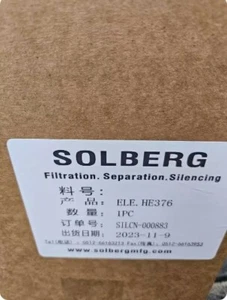 SOLBERG
Filtration. Separation. Silencing
料号:
产品: ELE.HE376
数量: 1PC
订单号: SILCN-000883
出货日期: 2023-11-9
www.solbergmfg.com